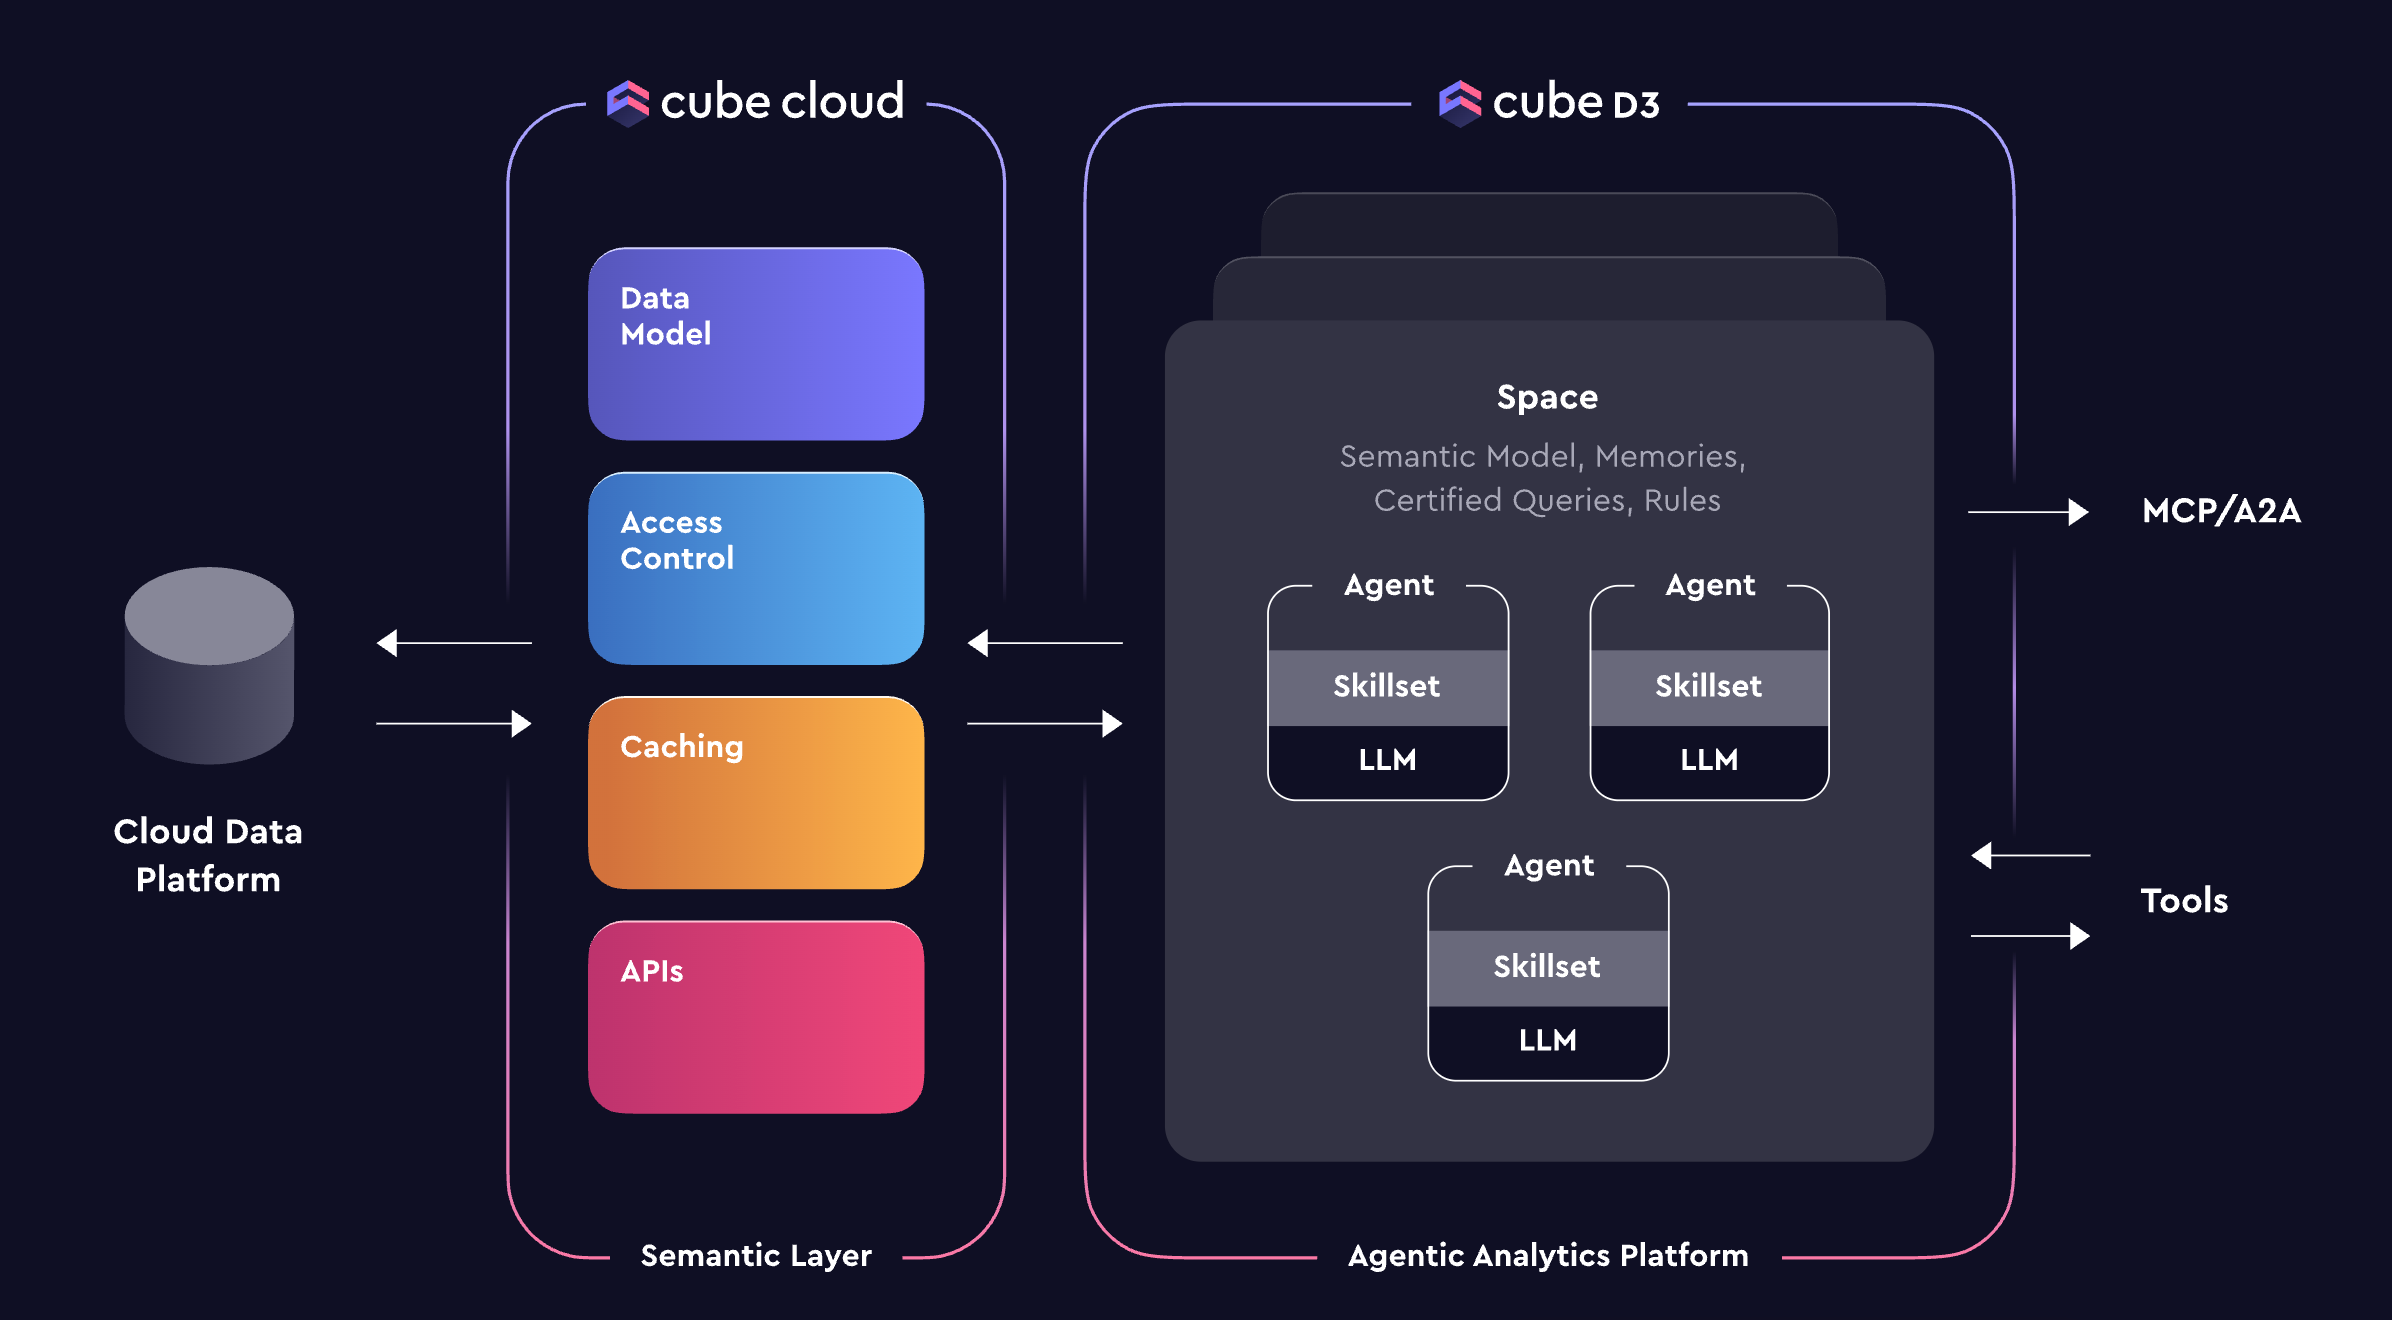 cube cloud
cube D3
Data
Model
Access
Control
Caching
APIs
Semantic Layer
Cloud Data
Platform
Space
Semantic Model, Memories,
Certified Queries, Rules
Agent
Skillset
LLM
Agent
Skillset
LLM
Agent
Skillset
LLM
Agentic Analytics Platform
MCP/A2A
Tools